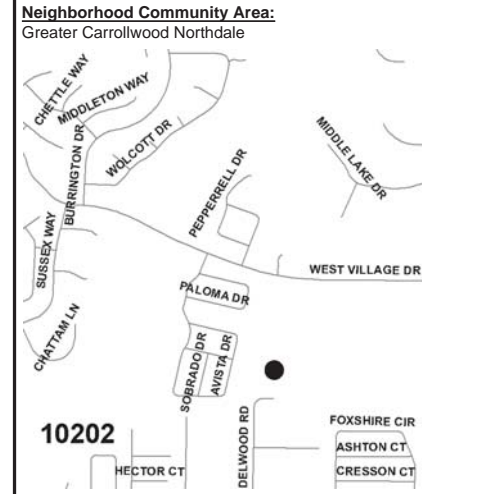 Neighborhood Community Area:
Greater Carrollwood Northdale
CHETTLE WAY
MIDDLETON WAY
WOLCOTT DR
BURRINGTON DR
MIDDLE LAKE DR
PEPPERRELL DR
SUSSEX WAY
WEST VILLAGE DR
PALOMA DR
CHATTAM LN
SOBRADO DR
AVISTA DR
10202
DELWOOD RD
FOXSHIRE CIR
ASHTON CT
HECTOR CT
CRESSON CT